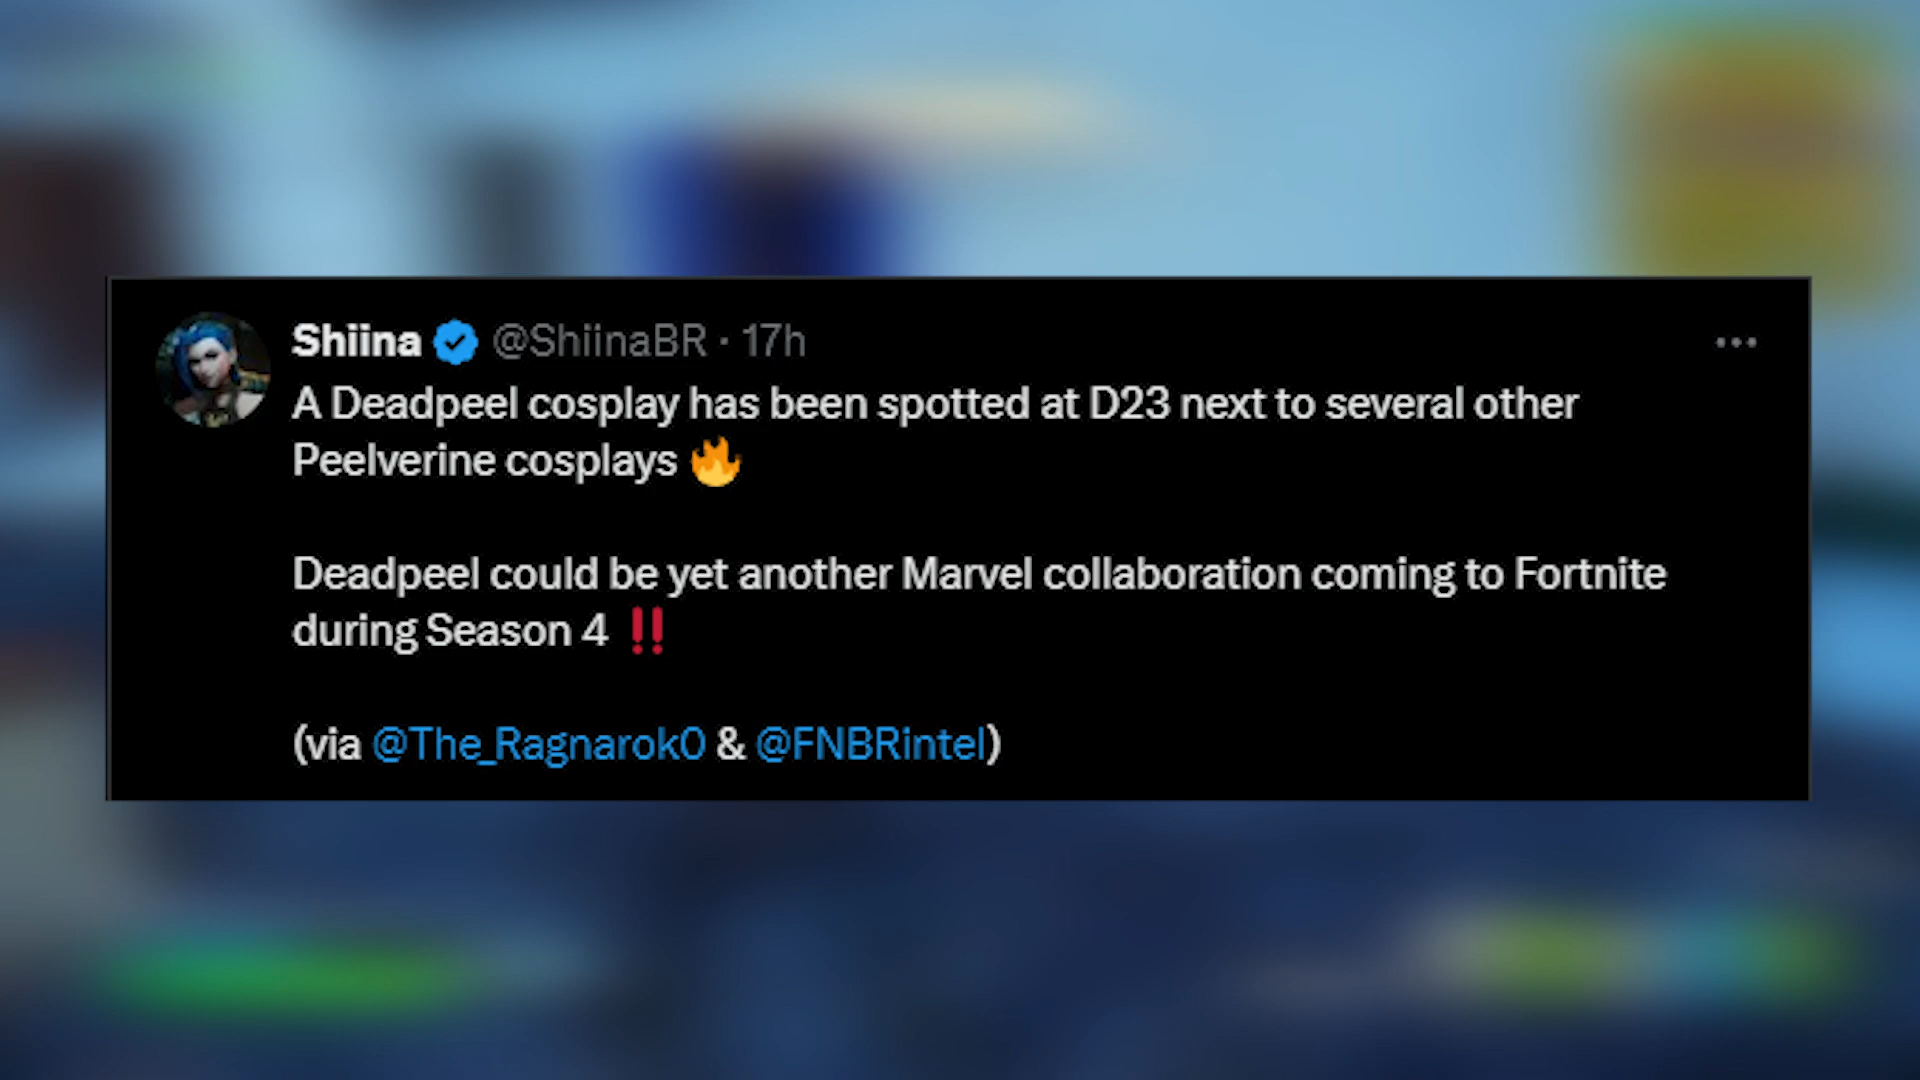 Shiina @ShiinaBR · 17h
A Deadpeel cosplay has been spotted at D23 next to several other
Peelverine cosplays 🔥
Deadpeel could be yet another Marvel collaboration coming to Fortnite
during Season 4 ‼️
(via @The_Ragnarok0 & @FNBRintel)